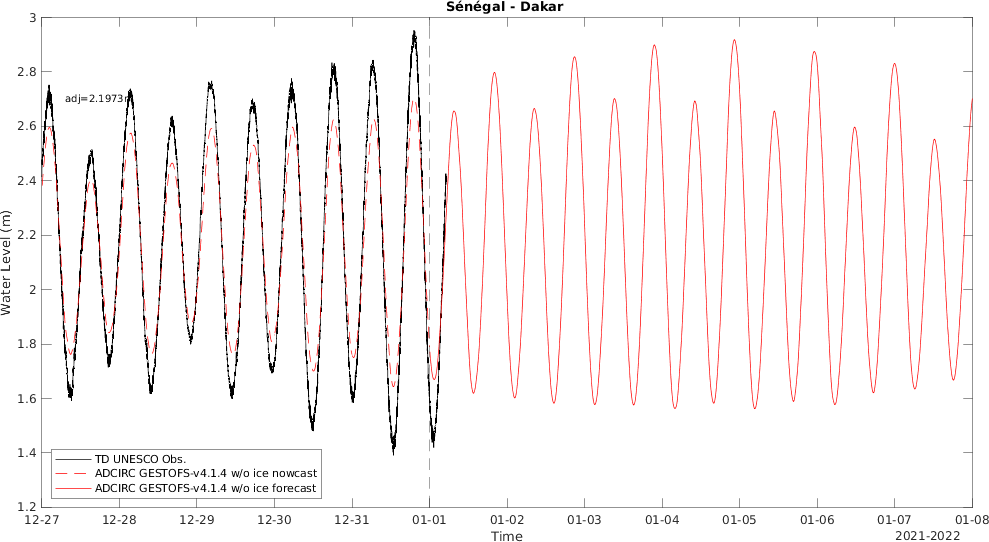 Sénégal - Dakar
3
2.8
2.6
2.4
2.2
2
1.8
1.6
1.4
1.2
Water Level (m)
adj=2.1973m
TD UNESCO Obs.
ADCIRC GESTOFS-v4.1.4 w/o ice nowcast
ADCIRC GESTOFS-v4.1.4 w/o ice forecast
12-27 12-28 12-29 12-30 12-31 01-01 01-02 01-03 01-04 01-05 01-06 01-07 01-08
Time
2021-2022